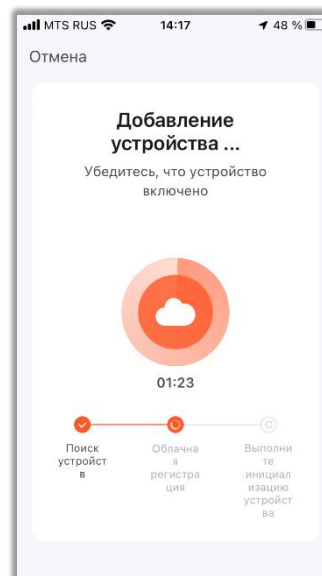 MTS RUS 14:17 48 %
Отмена
Добавление
устройства ...
Убедитесь, что устройство
включено
01:23
Поиск
устройст
в
Облачна
я
регистра
ция
Выполни
те
инициал
изацию
устройст
ва